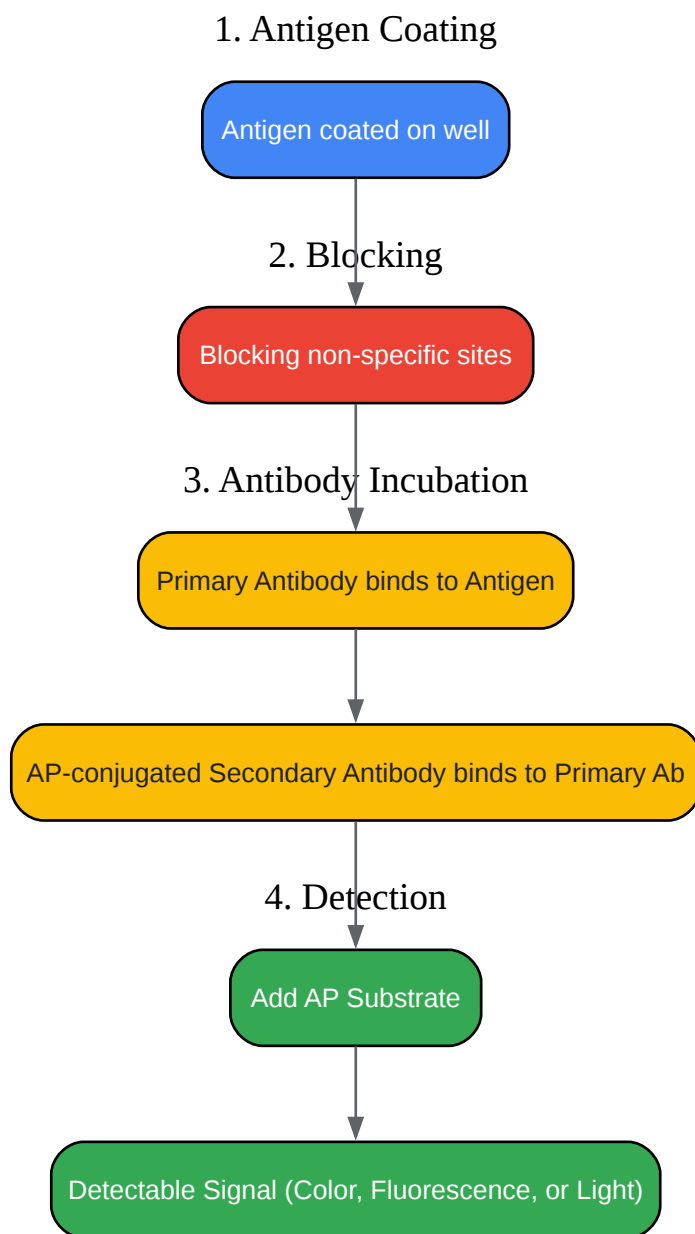 1. Antigen Coating
Antigen coated on well
2. Blocking
Blocking non-specific sites
3. Antibody Incubation
Primary Antibody binds to Antigen
AP-conjugated Secondary Antibody binds to Primary Ab
4. Detection
Add AP Substrate
Detectable Signal (Color, Fluorescence, or Light)